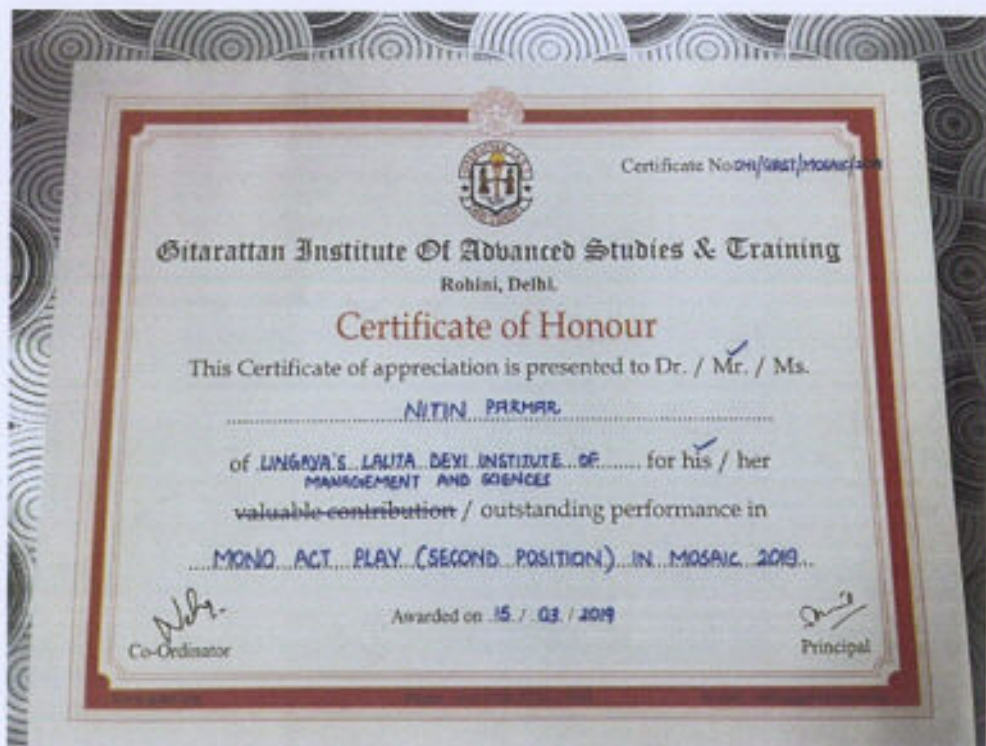 Certificate No.
Gitarattan Institute Of Advanced Studies & Training
Rohini, Delhi.
Certificate of Honour
This Certificate of appreciation is presented to Dr. / Mr. / Ms.
NITIN PARMAR
of LINGAYA'S LALITA DEVI INSTITUTE OF for his / her
MANAGEMENT AND SCIENCES
valuable contribution / outstanding performance in
MONO ACT PLAY (SECOND POSITION) IN MOSAIC 2019
Awarded on 15 / 03 / 2019
Co-Ordinator
Principal